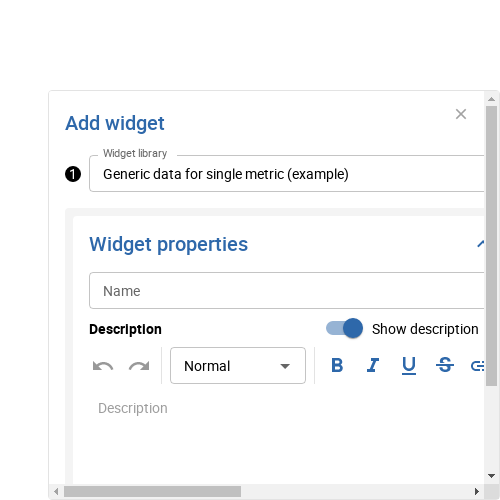 Add widget
Widget library
1
Generic data for single metric (example)
Widget properties
Name
Description
Show description
Normal
B I U S
Description